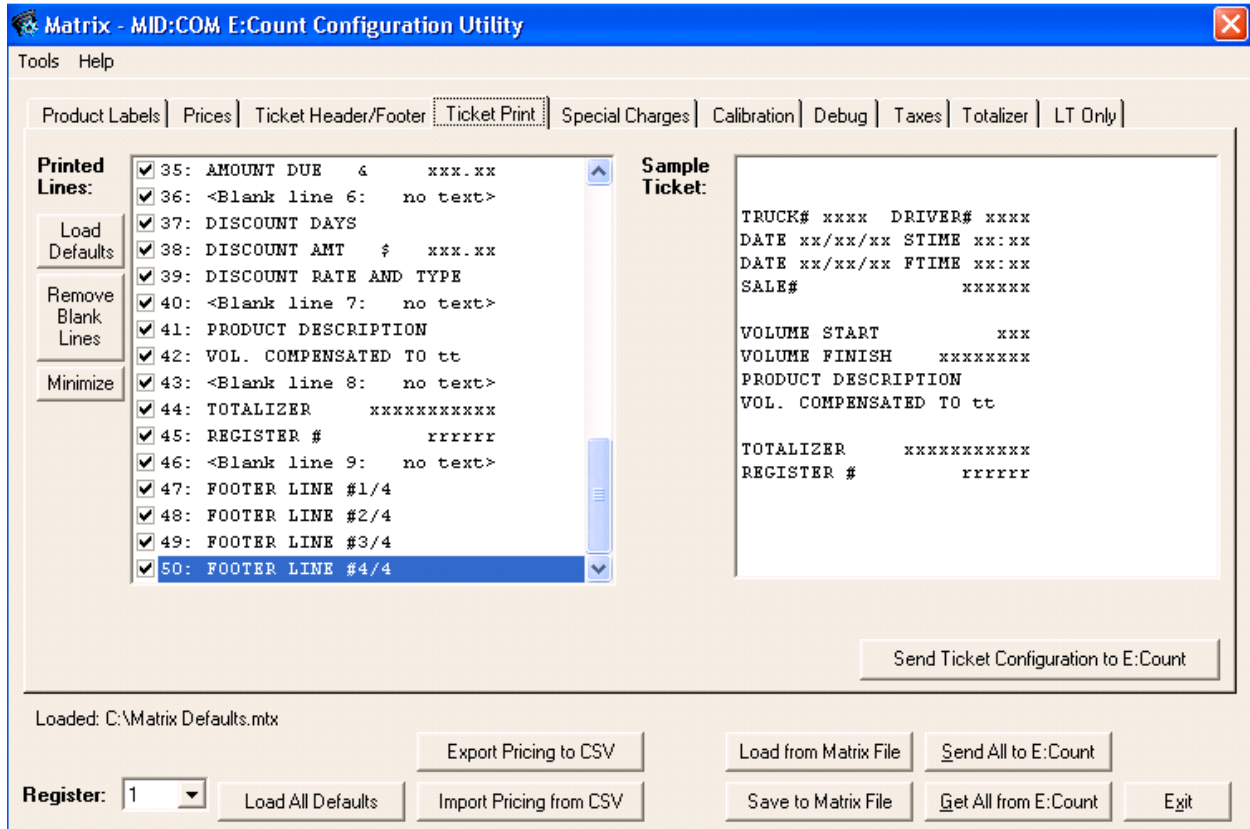 Matrix - MID:COM E:Count Configuration Utility
Tools Help
Product Labels Prices Ticket Header/Footer Ticket Print Special Charges Calibration Debug Taxes Totalizer LT Only
Printed Lines:
Load Defaults
Remove Blank Lines
Minimize
35: AMOUNT DUE & xxx.xx
36: <Blank line 6: no text>
37: DISCOUNT DAYS
38: DISCOUNT AMT $ xxx.xx
39: DISCOUNT RATE AND TYPE
40: <Blank line 7: no text>
41: PRODUCT DESCRIPTION
42: VOL. COMPENSATED TO tt
43: <Blank line 8: no text>
44: TOTALIZER xxxxxxxxxxx
45: REGISTER # rrrrrr
46: <Blank line 9: no text>
47: FOOTER LINE #1/4
48: FOOTER LINE #2/4
49: FOOTER LINE #3/4
50: FOOTER LINE #4/4
Sample Ticket:
TRUCK# xxxx DRIVER# xxxx
DATE xx/xx/xx STIME xx:xx
DATE xx/xx/xx FTIME xx:xx
SALE# xxxxxx
VOLUME START xxx
VOLUME FINISH xxxxxxxx
PRODUCT DESCRIPTION
VOL. COMPENSATED TO tt
TOTALIZER xxxxxxxxxxx
REGISTER # rrrrrr
Send Ticket Configuration to E:Count
Loaded: C:\Matrix Defaults.mtx
Export Pricing to CSV
Load from Matrix File
Send All to E:Count
Register: 1
Load All Defaults
Import Pricing from CSV
Save to Matrix File
Get All from E:Count
Exit